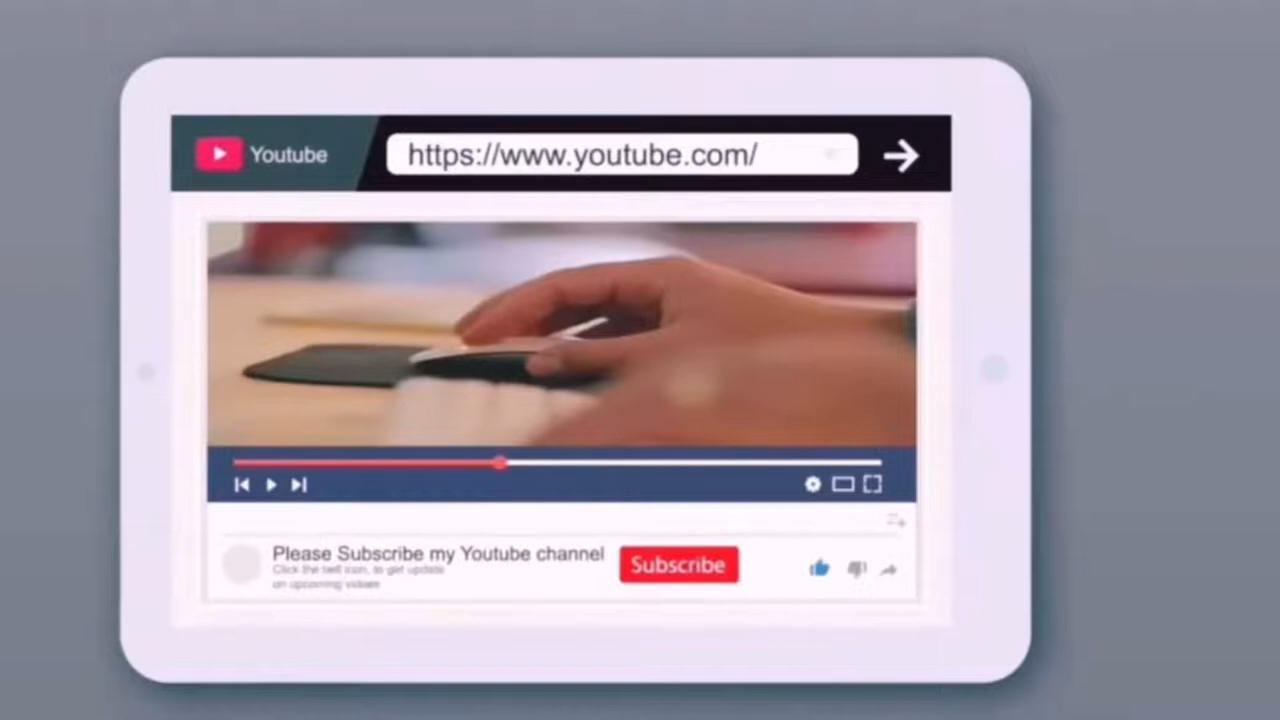 Youtube
https://www.youtube.com/
Please Subscribe my Youtube channel
Click the bell icon, to get update
on upcoming videos
Subscribe